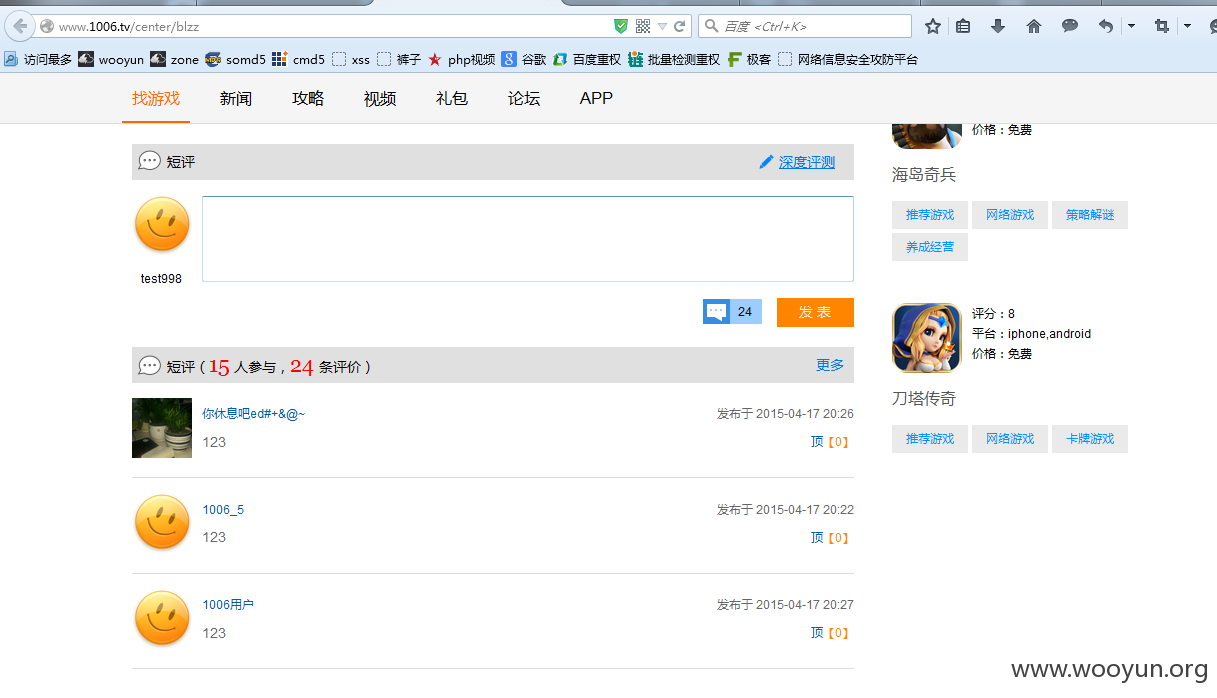 www.1006.tv/center/blzz
百度 <Ctrl+K>
访问最多 wooyun zone somd5 cmd5 xss 裤子 php视频 谷歌 百度权重 批量检测重权 极客 网络信息安全攻防平台
找游戏 新闻 攻略 视频 礼包 论坛 APP
价格：免费
短评 深度评测
海岛奇兵
推荐游戏 网络游戏 策略解谜
养成经营
test998
24 发 表
评分：8
平台：iphone,android
价格：免费
短评 ( 15 人参与，24 条评价 ) 更多
刀塔传奇
推荐游戏 网络游戏 卡牌游戏
你休息吧ed#+&@~ 发布于 2015-04-17 20:26
123 顶【0】
1006_5 发布于 2015-04-17 20:22
123 顶【0】
1006用户 发布于 2015-04-17 20:27
123 顶【0】
www.wooyun.org